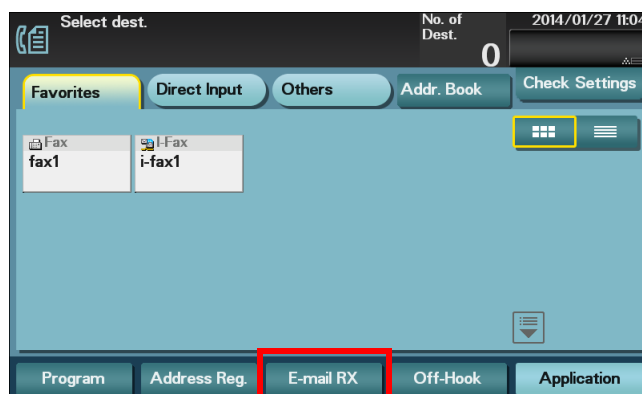 Select dest.
No. of
Dest.
0
2014/01/27 11:04
Favorites
Direct Input
Others
Addr. Book
Check Settings
Fax
fax1
I-Fax
i-fax1
Program
Address Reg.
E-mail RX
Off-Hook
Application